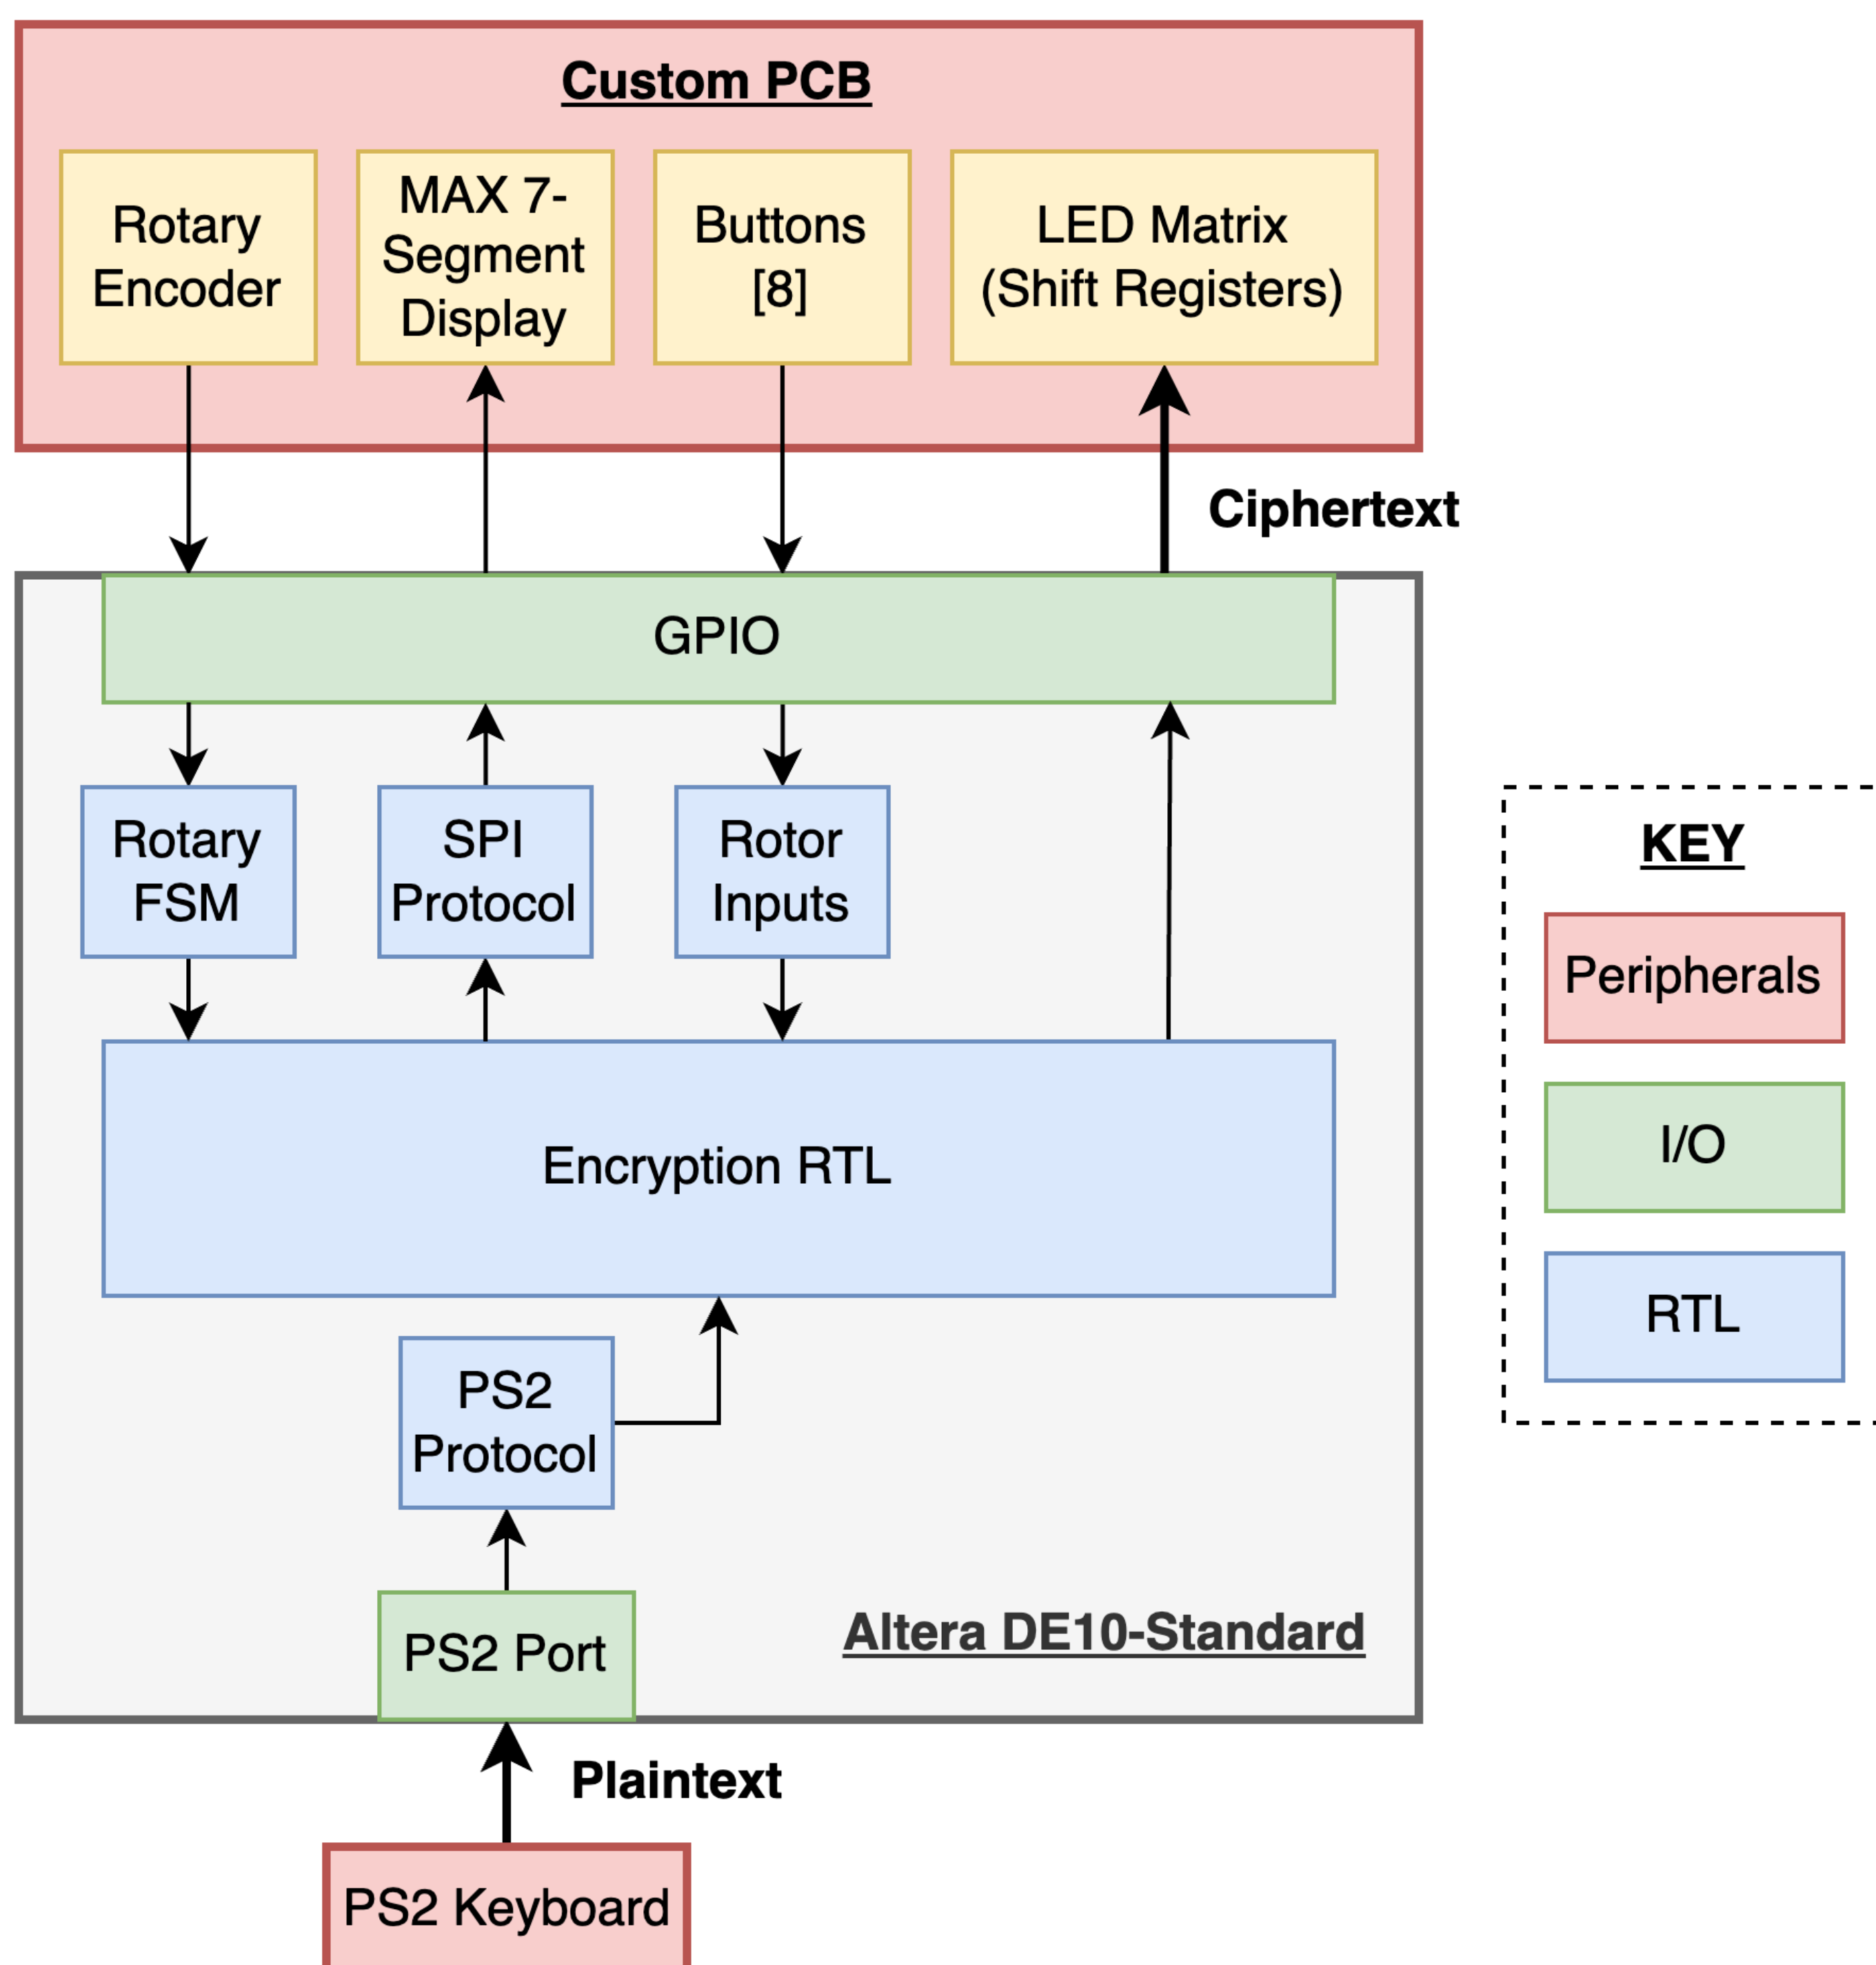 Custom PCB
Rotary
Encoder
MAX 7-
Segment
Display
Buttons
[8]
LED Matrix
(Shift Registers)
Ciphertext
GPIO
Rotary
FSM
SPI
Protocol
Rotor
Inputs
KEY
Peripherals
I/O
RTL
Encryption RTL
PS2
Protocol
PS2 Port
Altera DE10-Standard
Plaintext
PS2 Keyboard